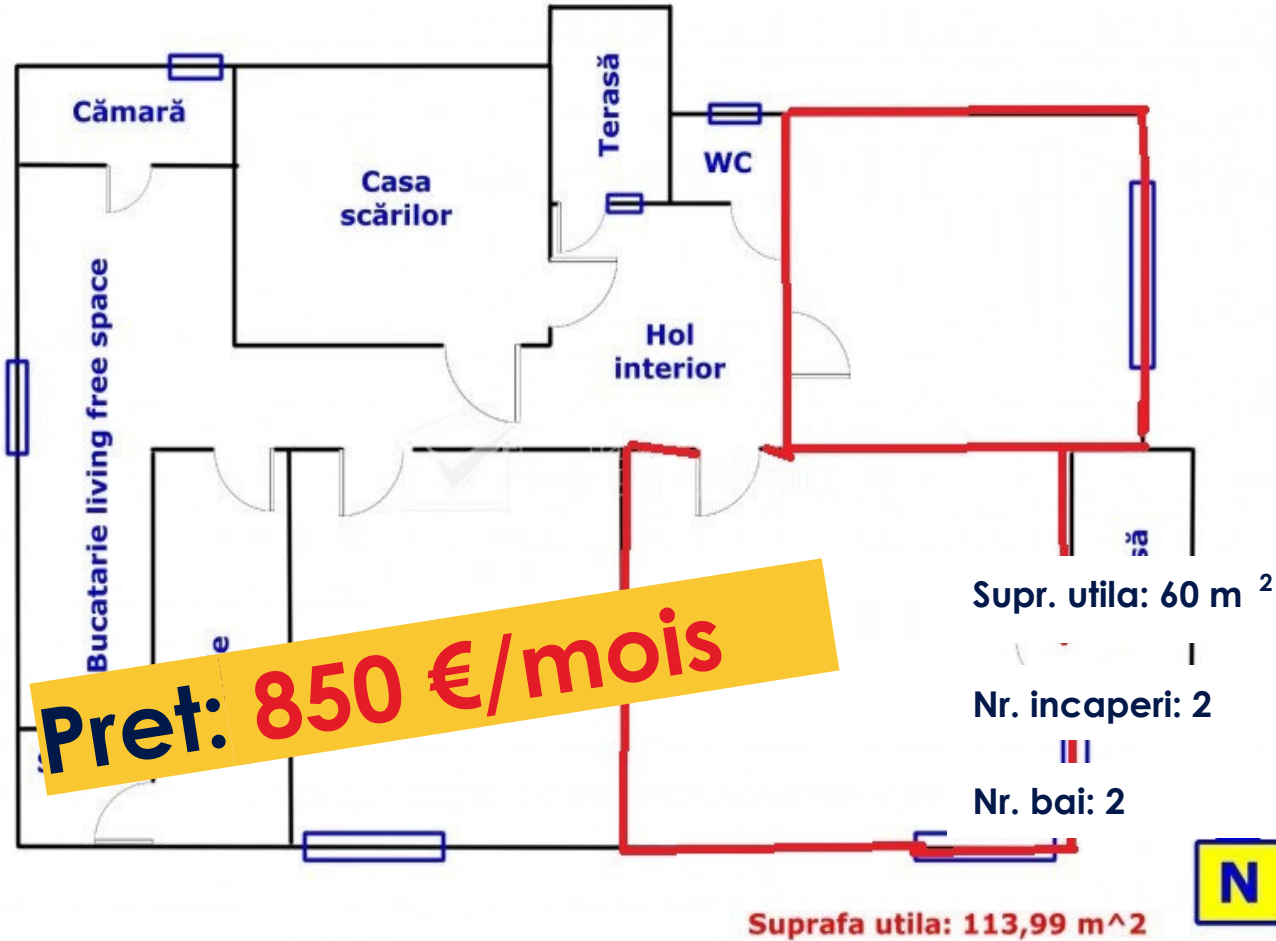 Cămară
Terasă
WC
Casa
scărilor
Bucatarie living free space
Hol
interior
Supr. utila: 60 m ²
Pret: 850 €/mois
Nr. incaperi: 2
Nr. bai: 2
N
Suprafa utila: 113,99 m^2